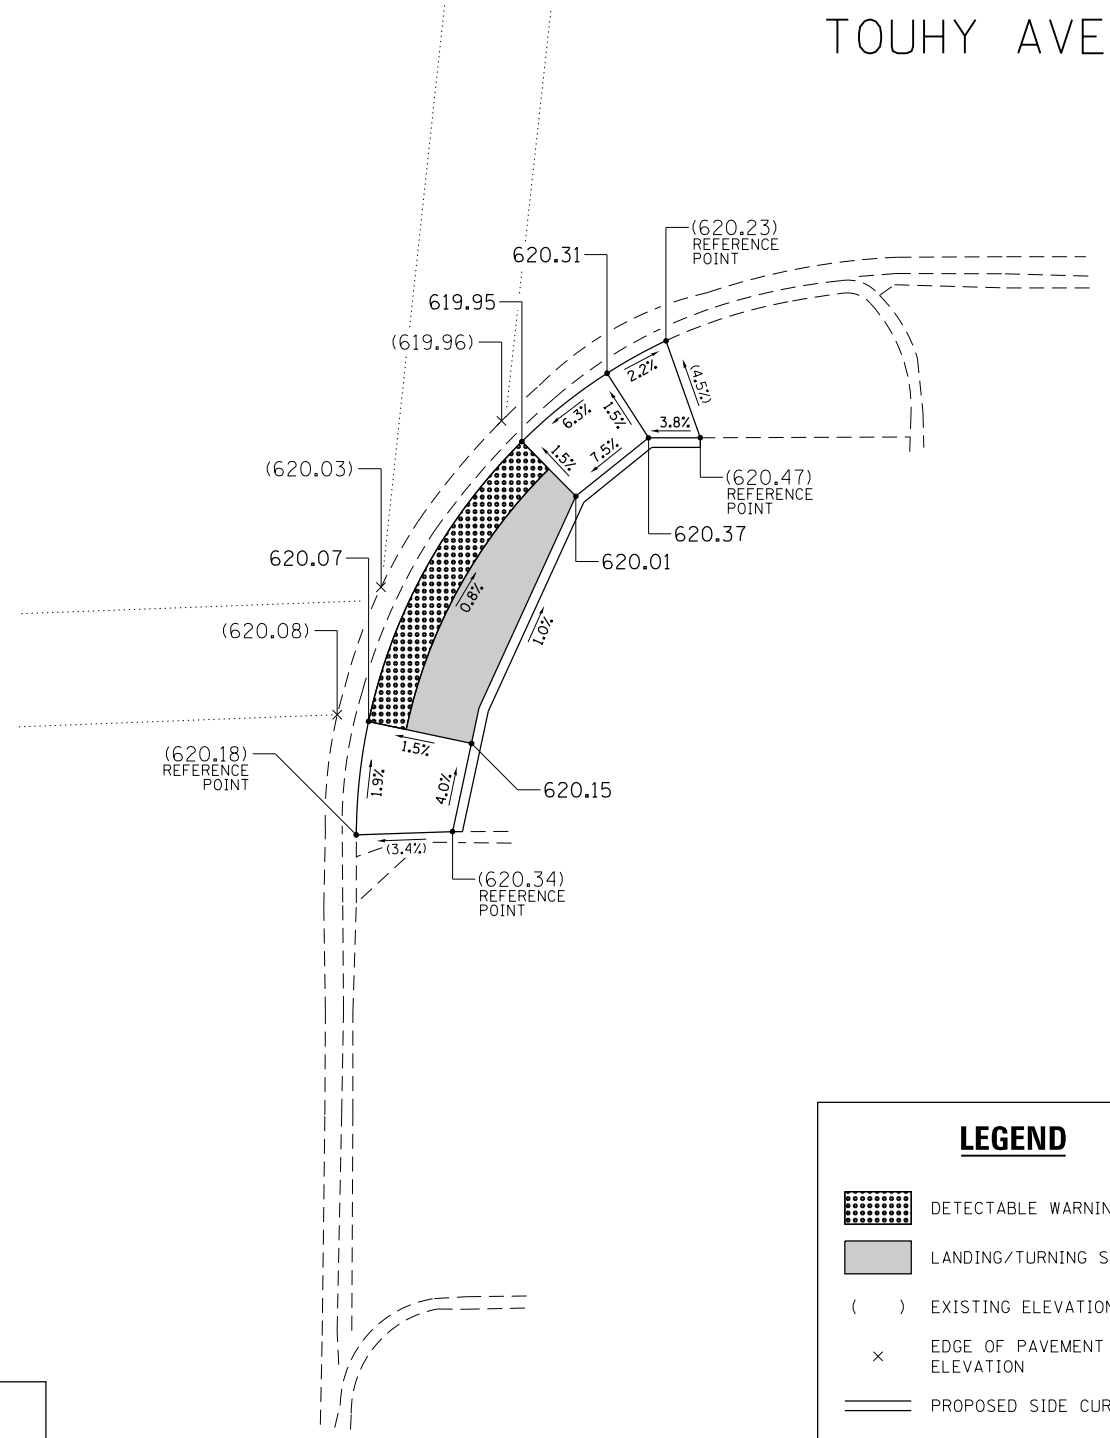 TOUHY AVE
(620.23)
REFERENCE
POINT
620.31
619.95
(619.96)
2.2%
(4.5%)
6.3%
1.5%
3.8%
7.5%
1.5%
(620.03)
(620.47)
REFERENCE
POINT
620.37
620.07
620.01
0.8%
(620.08)
1.0%
(620.18)
REFERENCE
POINT
1.5%
1.9%
4.0%
620.15
(3.4%)
(620.34)
REFERENCE
POINT
LEGEND
DETECTABLE
LANDING/TURNING
( ) EXISTING ELEVATION
EDGE OF PAVEMENT
ELEVATION
PROPOSED SIDE